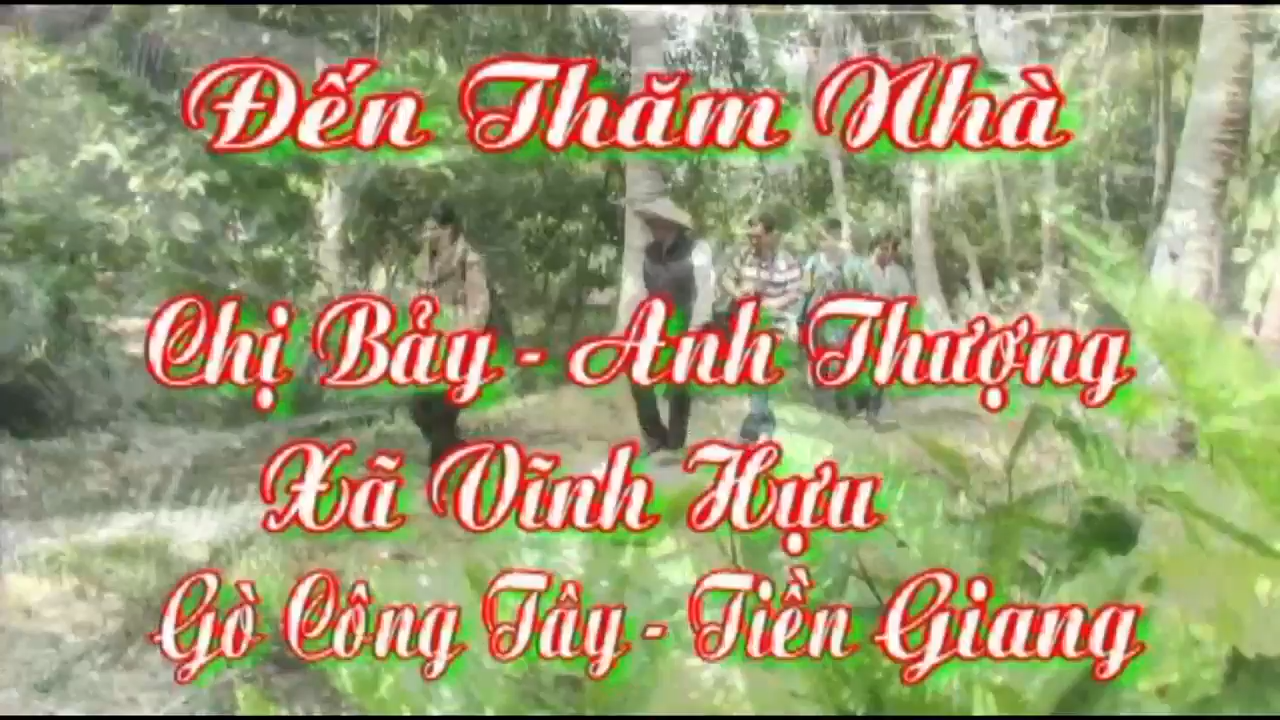 Đến Thăm Nhà
Chị Bảy - Anh Thượng
Xã Vĩnh Hựu
Gò Công Tây - Tiền Giang